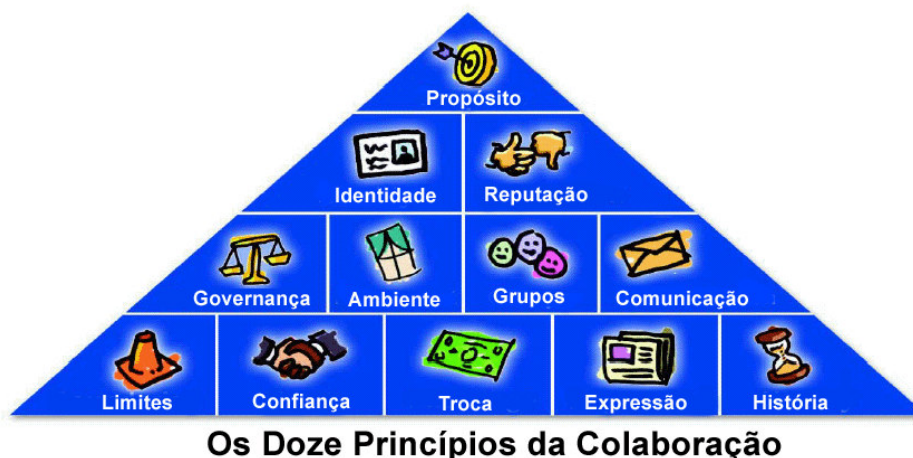 Propósito
Identidade
Reputação
Governança
Ambiente
Grupos
Comunicação
Limites
Confiança
Troca
Expressão
História
Os Doze Princípios da Colaboração